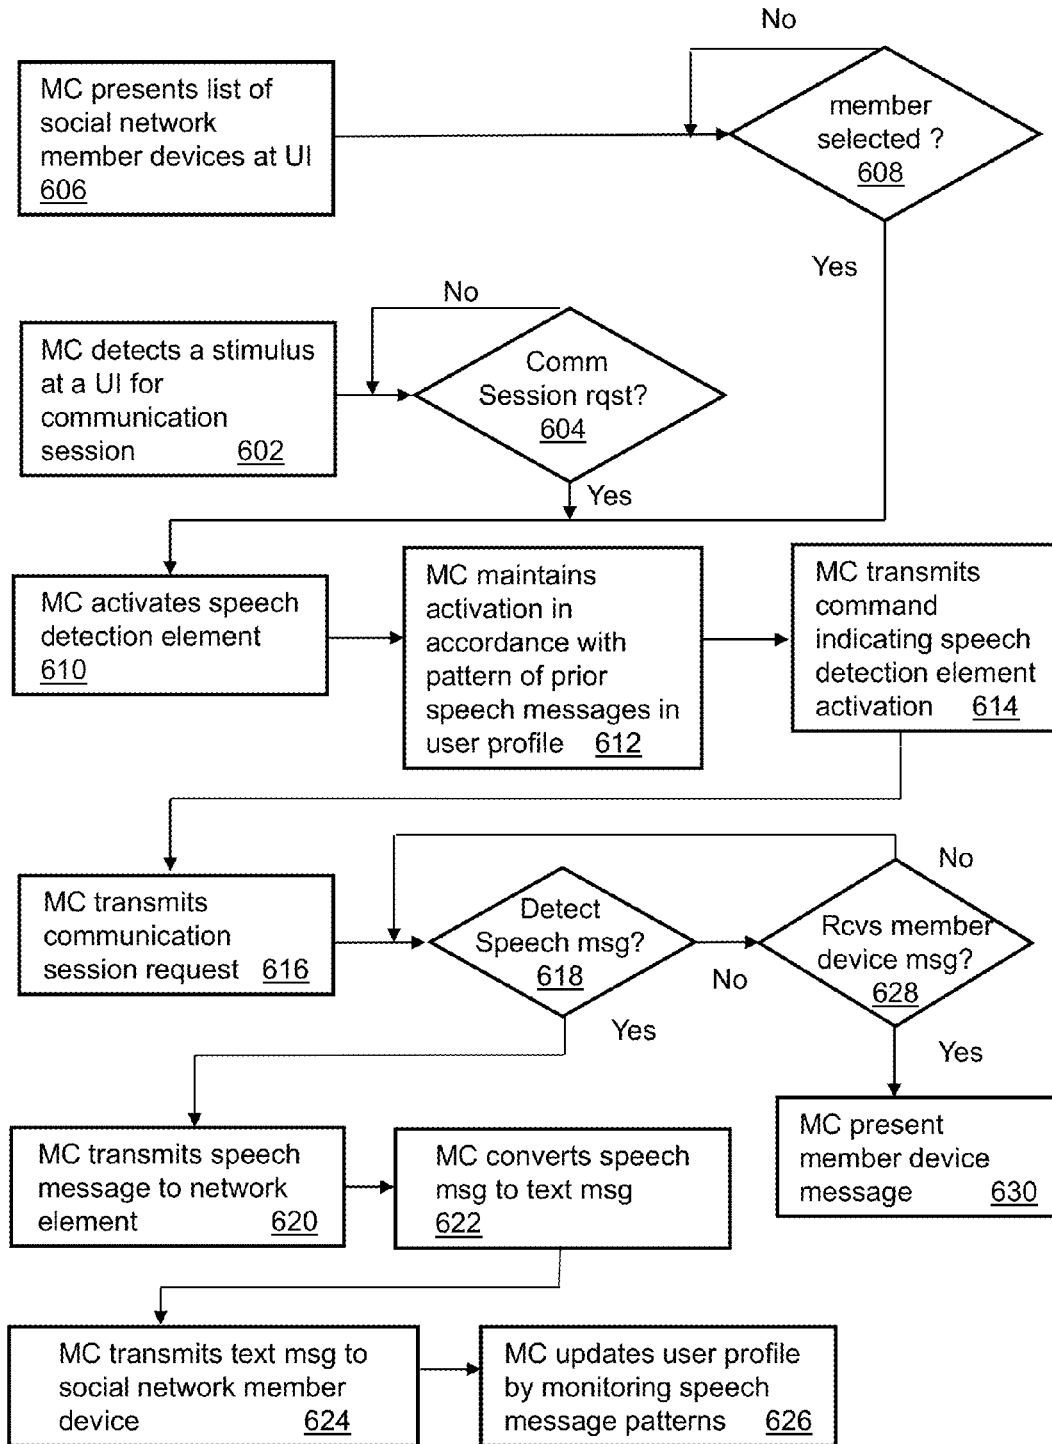 No
MC presents list of
social network
member devices at UI
606
member
selected ?
608
Yes
No
MC detects a stimulus
at a UI for
communication
session 602
Comm
Session rqst?
604
Yes
MC activates speech
detection element
610
MC maintains
activation in
accordance with
pattern of prior
speech messages in
user profile 612
MC transmits
command
indicating speech
detection element
activation 614
MC transmits
communication
session request 616
Detect
Speech msg?
618
No
Yes
No
Rcvs member
device msg?
628
Yes
MC transmits speech
message to network
element 620
MC converts speech
msg to text msg
622
MC present
member device
message 630
MC transmits text msg to
social network member
device 624
MC updates user profile
by monitoring speech
message patterns 626